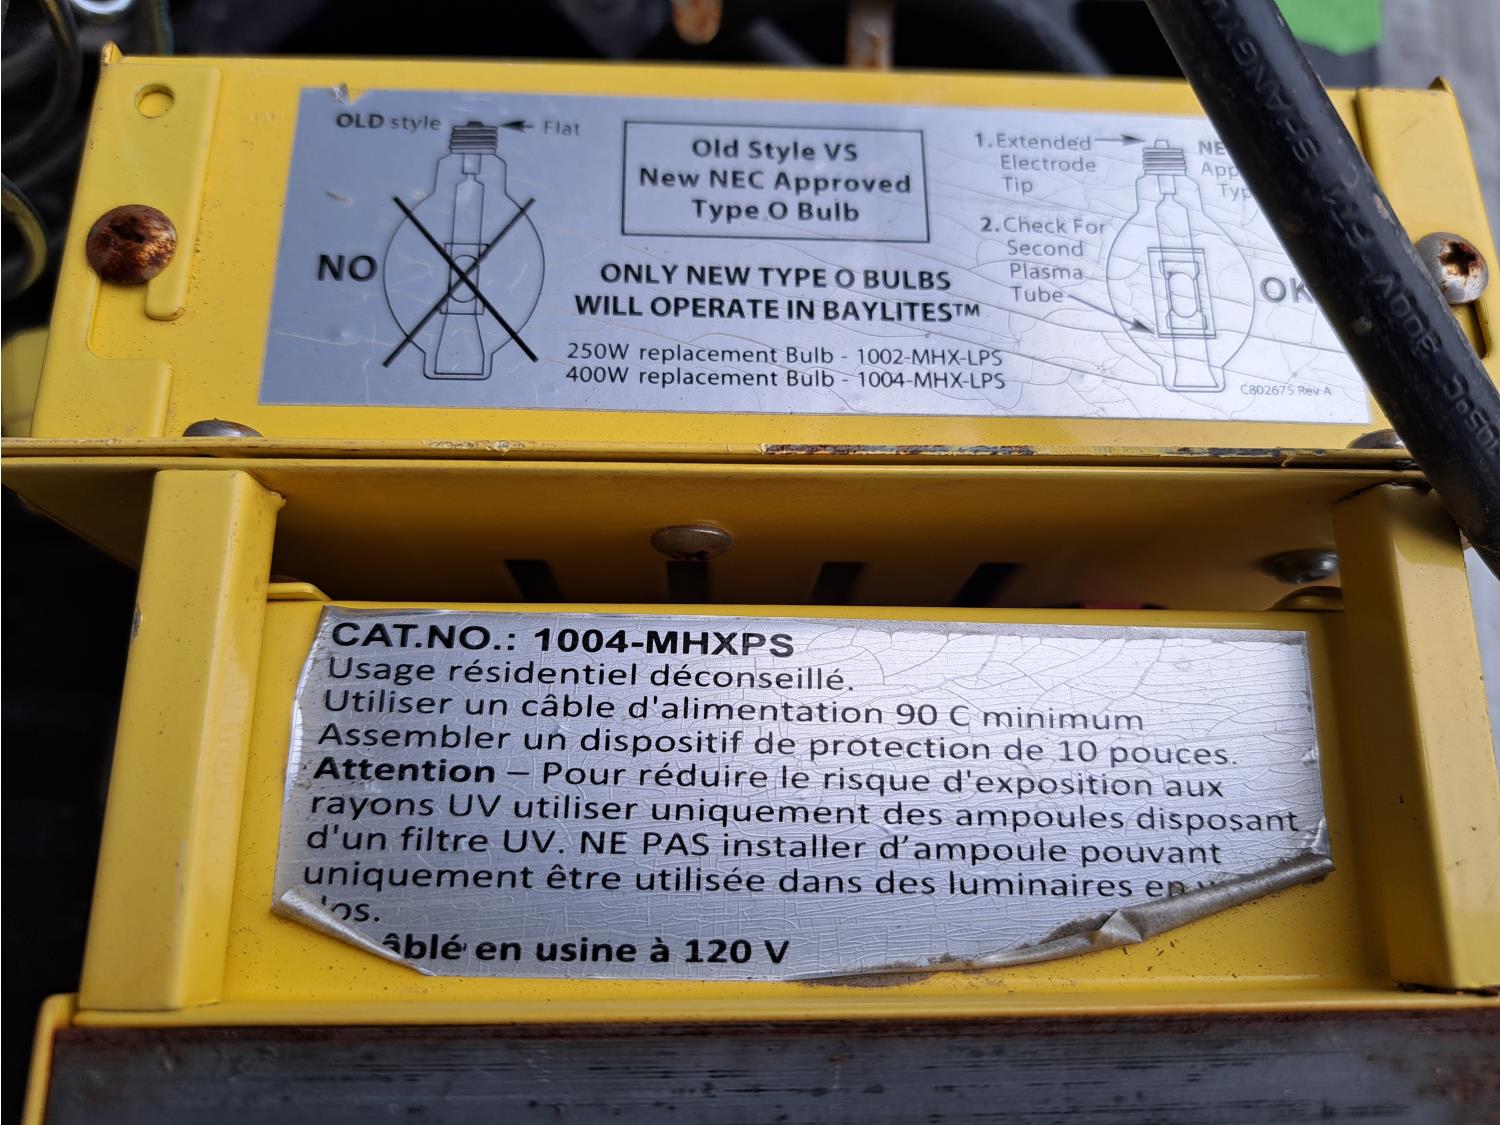 OLD style
Flat
NO
Old Style VS
New NEC Approved
Type O Bulb
ONLY NEW TYPE O BULBS
WILL OPERATE IN BAYLITES™
250W replacement Bulb - 1002-MHX-LPS
400W replacement Bulb - 1004-MHX-LPS
1. Extended
Electrode
Tip
2. Check For
Second
Plasma
Tube
OK
C802675 Rev A
300V
CAT.NO.: 1004-MHXPS
Usage résidentiel déconseillé.
Utiliser un câble d'alimentation 90 C minimum
Assembler un dispositif de protection de 10 pouces.
Attention – Pour réduire le risque d'exposition aux
rayons UV utiliser uniquement des ampoules disposant
d'un filtre UV. NE PAS installer d’ampoule pouvant
uniquement être utilisée dans des luminaires en
en usine à 120 V